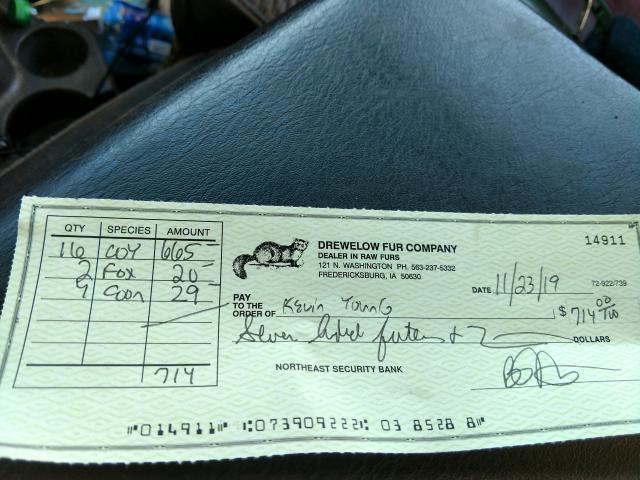 QTY SPECIES AMOUNT
16 COY 665
2 Fox 20
9 Coon 29
714
14911
DREWELOW FUR COMPANY
DEALER IN RAW FURS
121 N. WASHINGTON PH. 563-237-5332
FREDERICKSBURG, IA 50630
DATE 11/23/19 72-922/739
PAY
TO THE
ORDER OF Kevin Young $ 714 00/100
Seven DOLLARS
NORTHEAST SECURITY BANK
⑈014911⑈ ⑆073909222⑆ 03 8528 8⑈